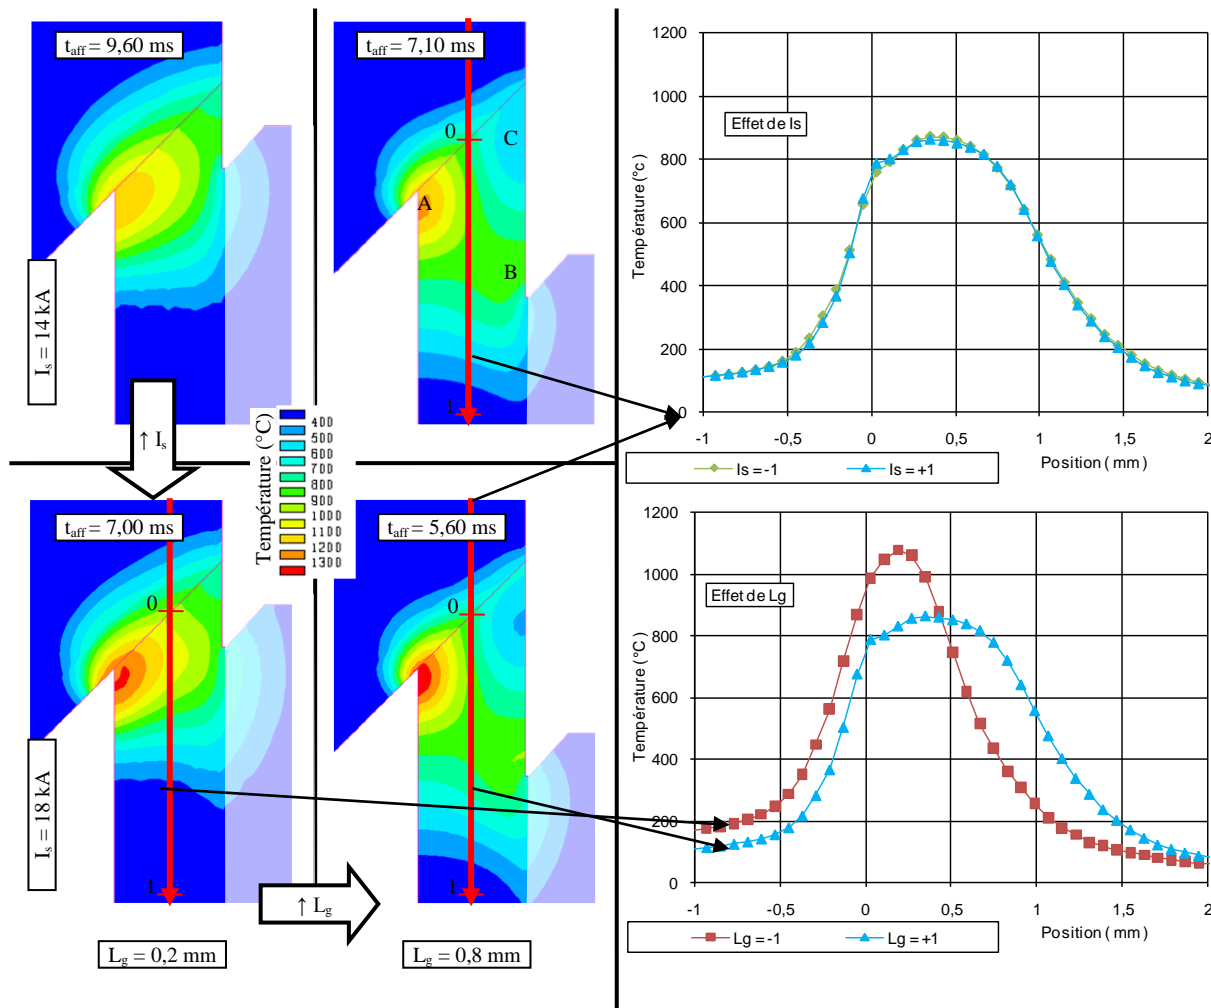 t_aff = 9,60 ms
I_s = 14 kA
t_aff = 7,10 ms
0
C
A
B
1
↑ I_s
Température (°C)
400
500
600
700
800
900
1000
1100
1200
1300
t_aff = 7,00 ms
0
1
I_s = 18 kA
L_g = 0,2 mm
↑ L_g
t_aff = 5,60 ms
0
1
L_g = 0,8 mm
1200
1000
800
600
400
200
0
Température (°C)
Effet de Is
-1
-0,5
0
0,5
1
1,5
2
Position ( mm )
Is = -1
Is = +1
1200
1000
800
600
400
200
0
Température (°C)
Effet de Lg
-1
-0,5
0
0,5
1
1,5
2
Position ( mm )
Lg = -1
Lg = +1